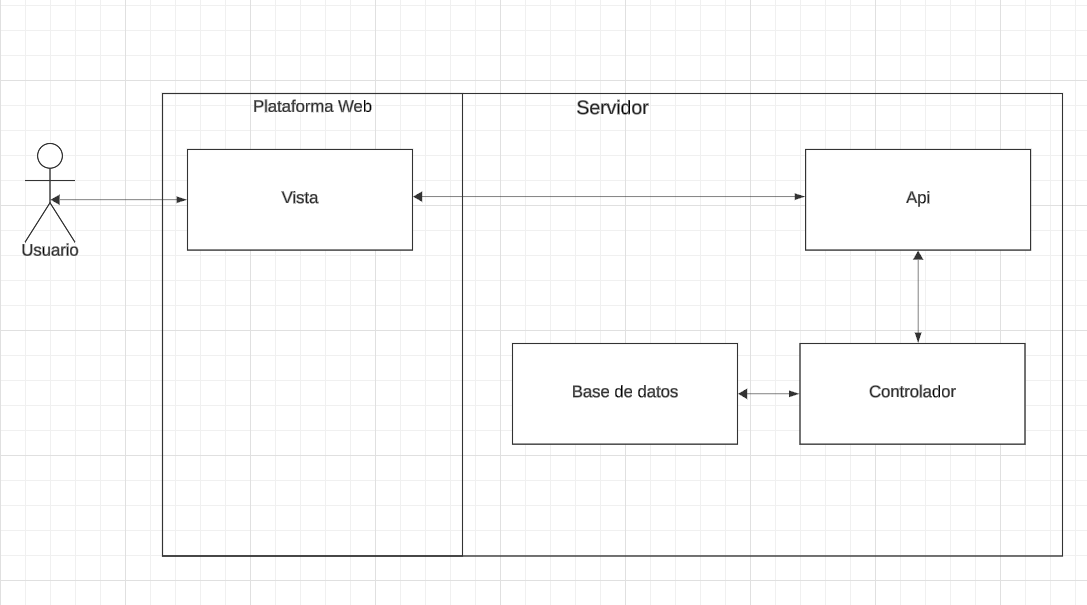 Plataforma Web
Servidor
Usuario
Vista
Api
Base de datos
Controlador